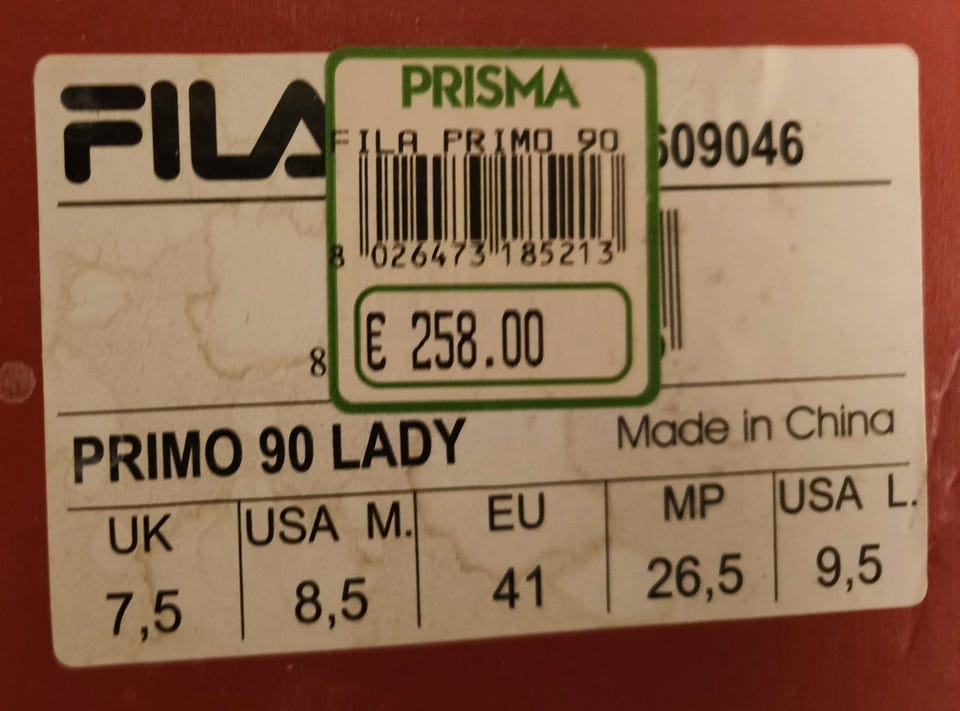 FILA
PRISMA
FILA PRIMO 90
609046
8 026473 185213
€ 258.00
8
PRIMO 90 LADY
Made in China
UK USA M. EU MP USA L.
7,5 8,5 41 26,5 9,5